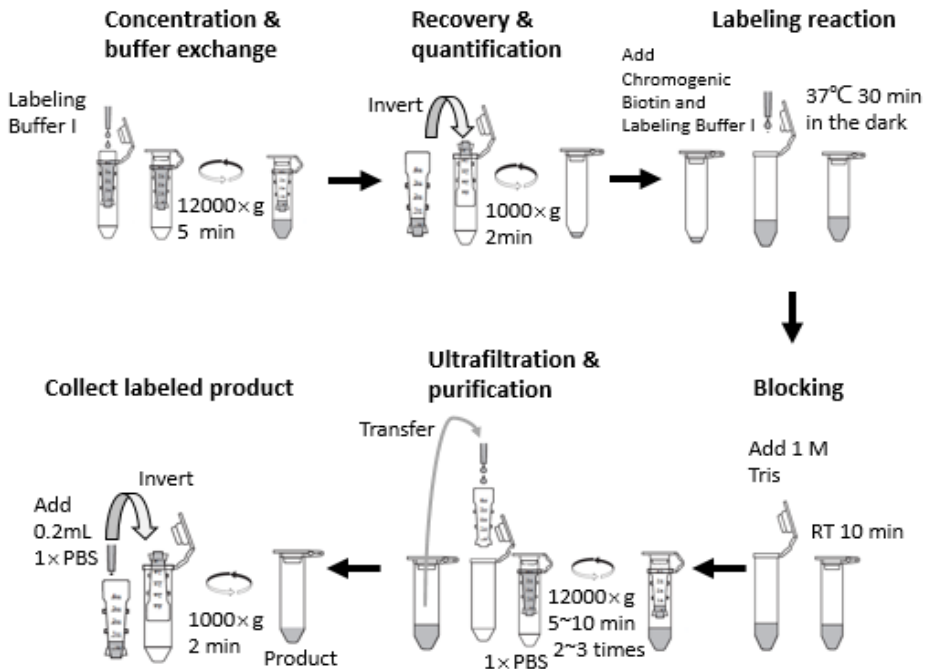 Concentration &
buffer exchange
Labeling
Buffer I
12000×g
5 min
Recovery &
quantification
Invert
1000×g
2min
Labeling reaction
Add
Chromogenic
Biotin and
Labeling Buffer I
37℃ 30 min
in the dark
Blocking
Add 1 M
Tris
RT 10 min
Ultrafiltration &
purification
Transfer
12000×g
5~10 min
2~3 times
1×PBS
Collect labeled product
Invert
Add
0.2mL
1×PBS
1000×g
2 min
Product